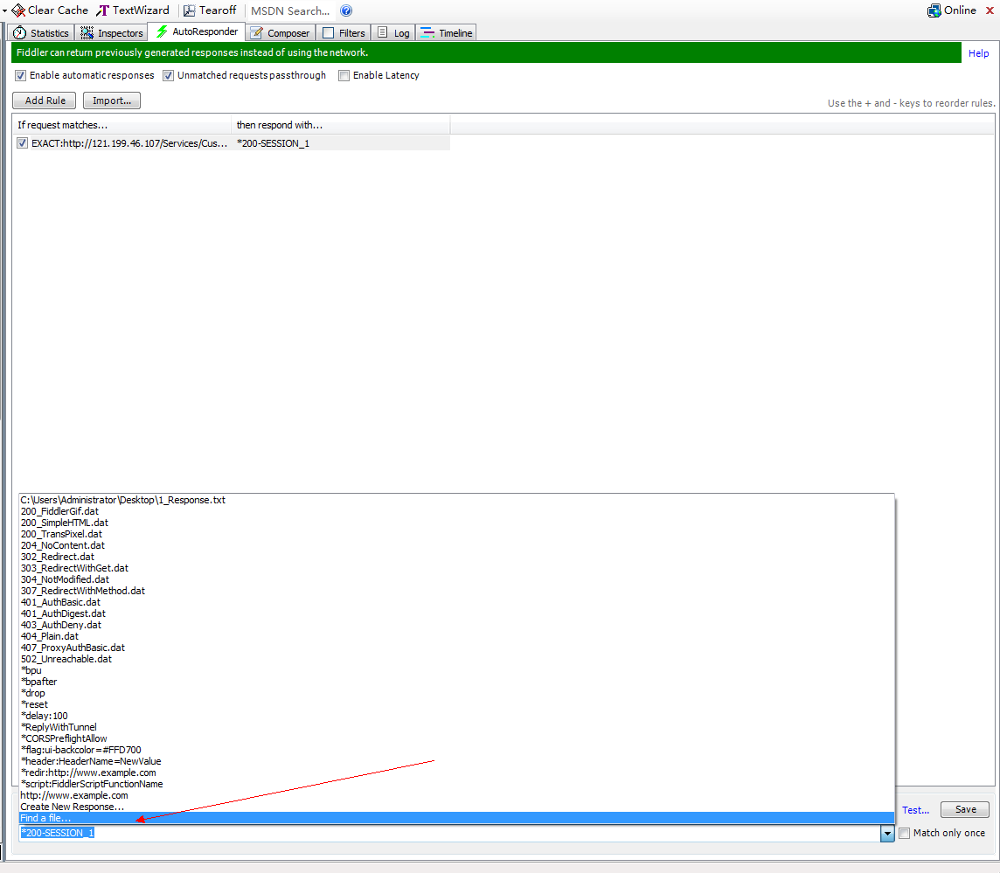 Clear Cache TextWizard Tearoff MSDN Search... Online
Statistics Inspectors AutoResponder Composer Filters Log Timeline
Fiddler can return previously generated responses instead of using the network. Help
Enable automatic responses Unmatched requests passthrough Enable Latency
Add Rule Import... Use the + and - keys to reorder rules.
If request matches... then respond with...
EXACT:http://121.199.46.107/Services/Cus... *200-SESSION_1
C:\Users\Administrator\Desktop\1_Response.txt
200_FiddlerGif.dat
200_SimpleHTML.dat
200_TransPixel.dat
204_NoContent.dat
302_Redirect.dat
303_RedirectWithGet.dat
304_NotModified.dat
307_RedirectWithMethod.dat
401_AuthBasic.dat
401_AuthDigest.dat
403_AuthDeny.dat
404_Plain.dat
407_ProxyAuthBasic.dat
502_Unreachable.dat
*bpu
*bpafter
*drop
*reset
*delay:100
*ReplyWithTunnel
*CORSPreflightAllow
*flag:ui-backcolor=#FFD700
*header:HeaderName=NewValue
*redir:http://www.example.com
*script:FiddlerScriptFunctionName
http://www.example.com
Create New Response...
Find a file...
Test... Save
*200-SESSION_1 Match only once